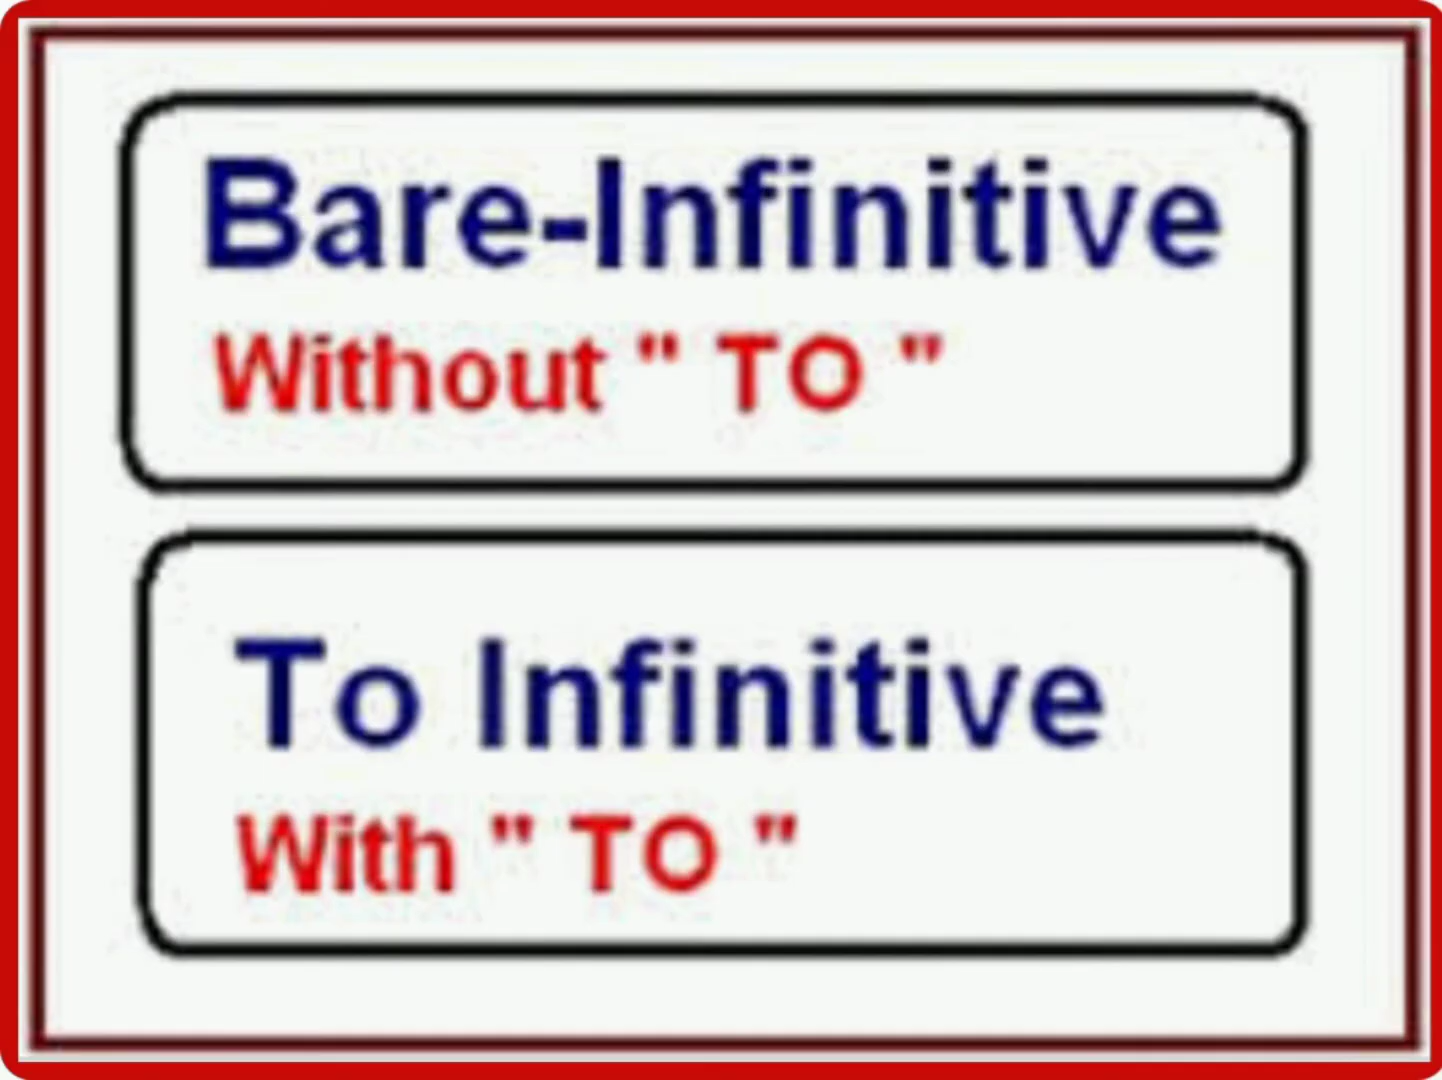 Bare-Infinitive
Without " TO "
To Infinitive
With " TO "